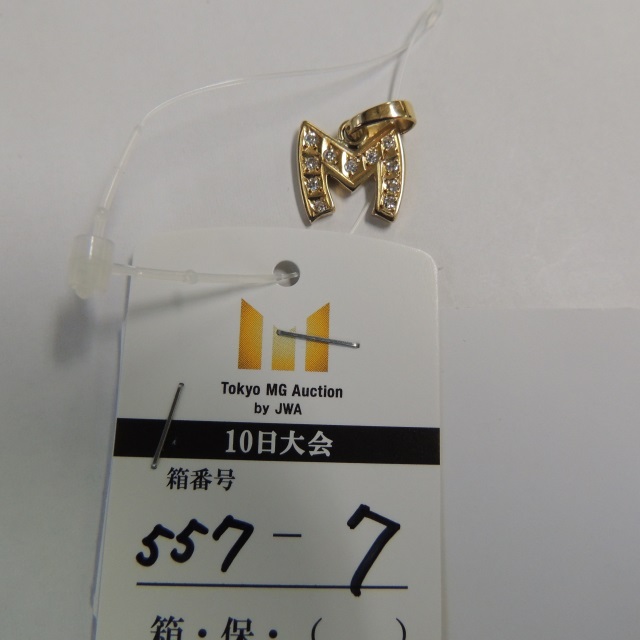 M
Tokyo MG Auction
by JWA
10日大会
箱番号
557-7
箱・保・(　　)